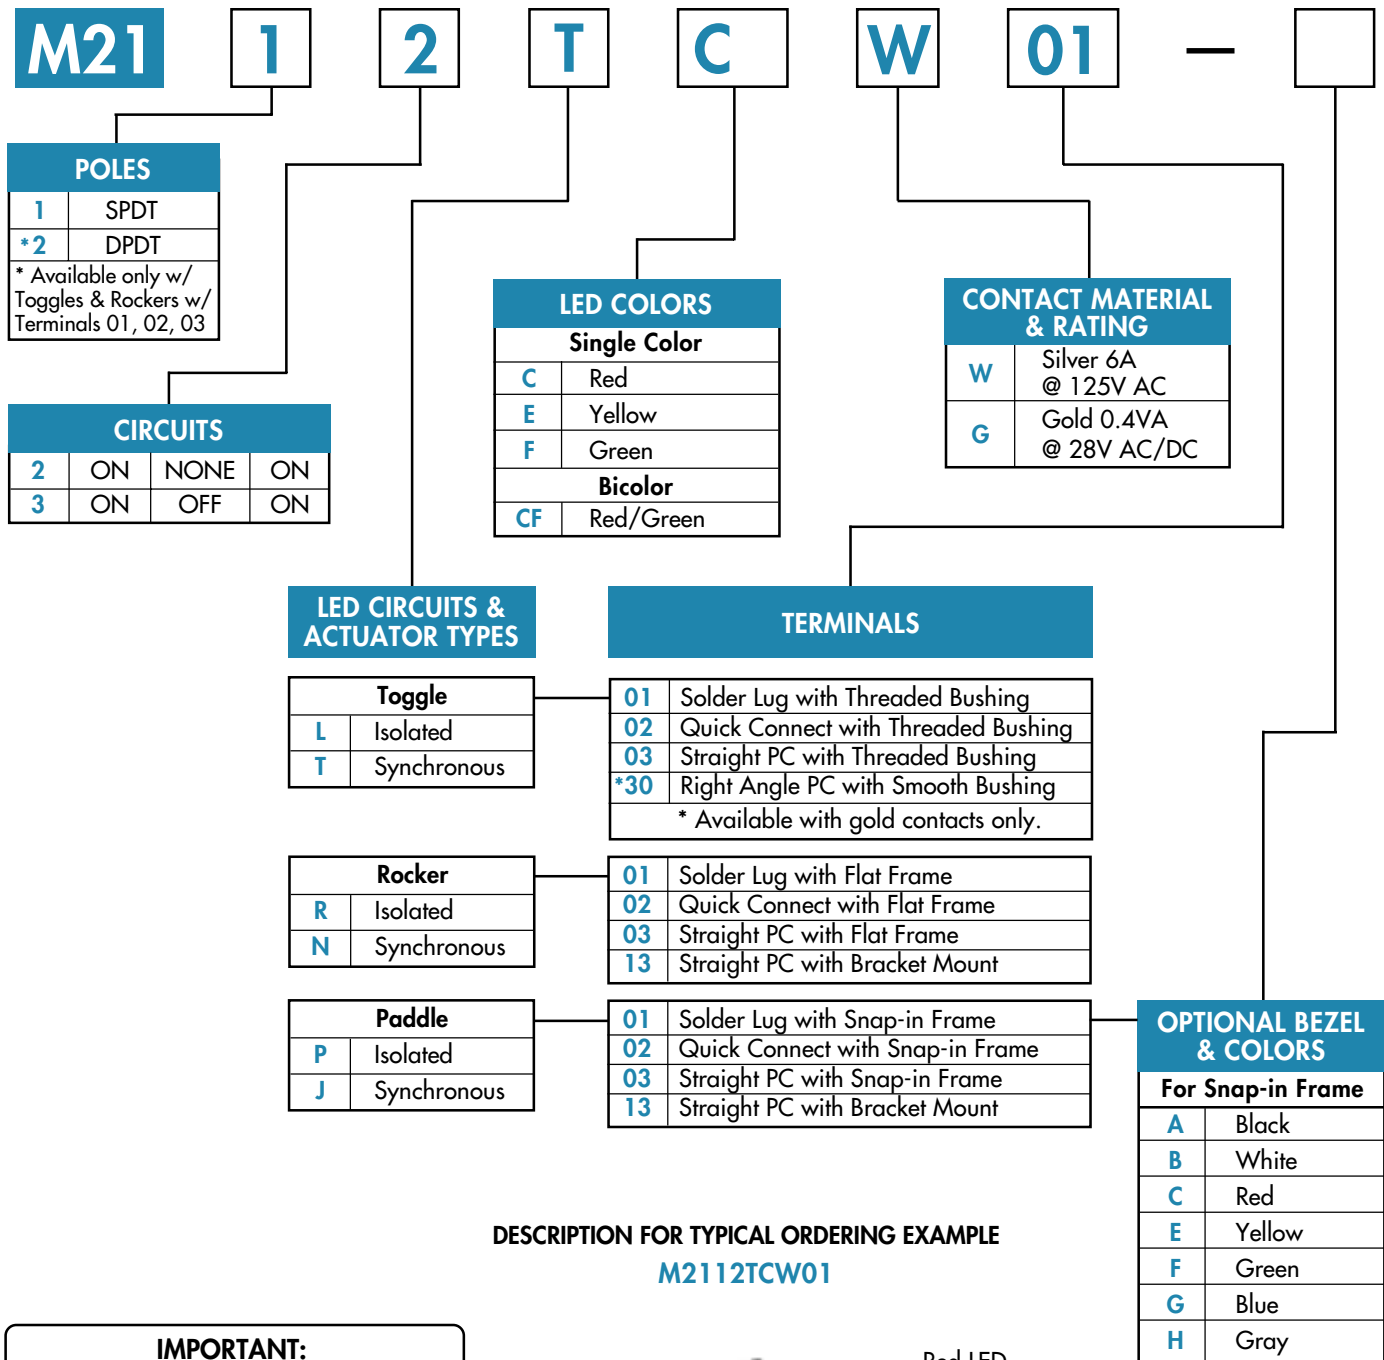 M21 1 2 T C W 01 –
POLES
1 SPDT
*2 DPDT
* Available only w/
Toggles & Rockers w/
Terminals 01, 02, 03
CIRCUITS
2 ON NONE ON
3 ON OFF ON
LED COLORS
Single Color
C Red
E Yellow
F Green
Bicolor
CF Red/Green
CONTACT MATERIAL
& RATING
W Silver 6A
@ 125V AC
G Gold 0.4VA
@ 28V AC/DC
LED CIRCUITS &
ACTUATOR TYPES
Toggle
L Isolated
T Synchronous
Rocker
R Isolated
N Synchronous
Paddle
P Isolated
J Synchronous
TERMINALS
01 Solder Lug with Threaded Bushing
02 Quick Connect with Threaded Bushing
03 Straight PC with Threaded Bushing
*30 Right Angle PC with Smooth Bushing
* Available with gold contacts only.
01 Solder Lug with Flat Frame
02 Quick Connect with Flat Frame
03 Straight PC with Flat Frame
13 Straight PC with Bracket Mount
01 Solder Lug with Snap-in Frame
02 Quick Connect with Snap-in Frame
03 Straight PC with Snap-in Frame
13 Straight PC with Bracket Mount
OPTIONAL BEZEL
& COLORS
For Snap-in Frame
A Black
B White
C Red
E Yellow
F Green
G Blue
H Gray
DESCRIPTION FOR TYPICAL ORDERING EXAMPLE
M2112TCW01
IMPORTANT:
Red LED